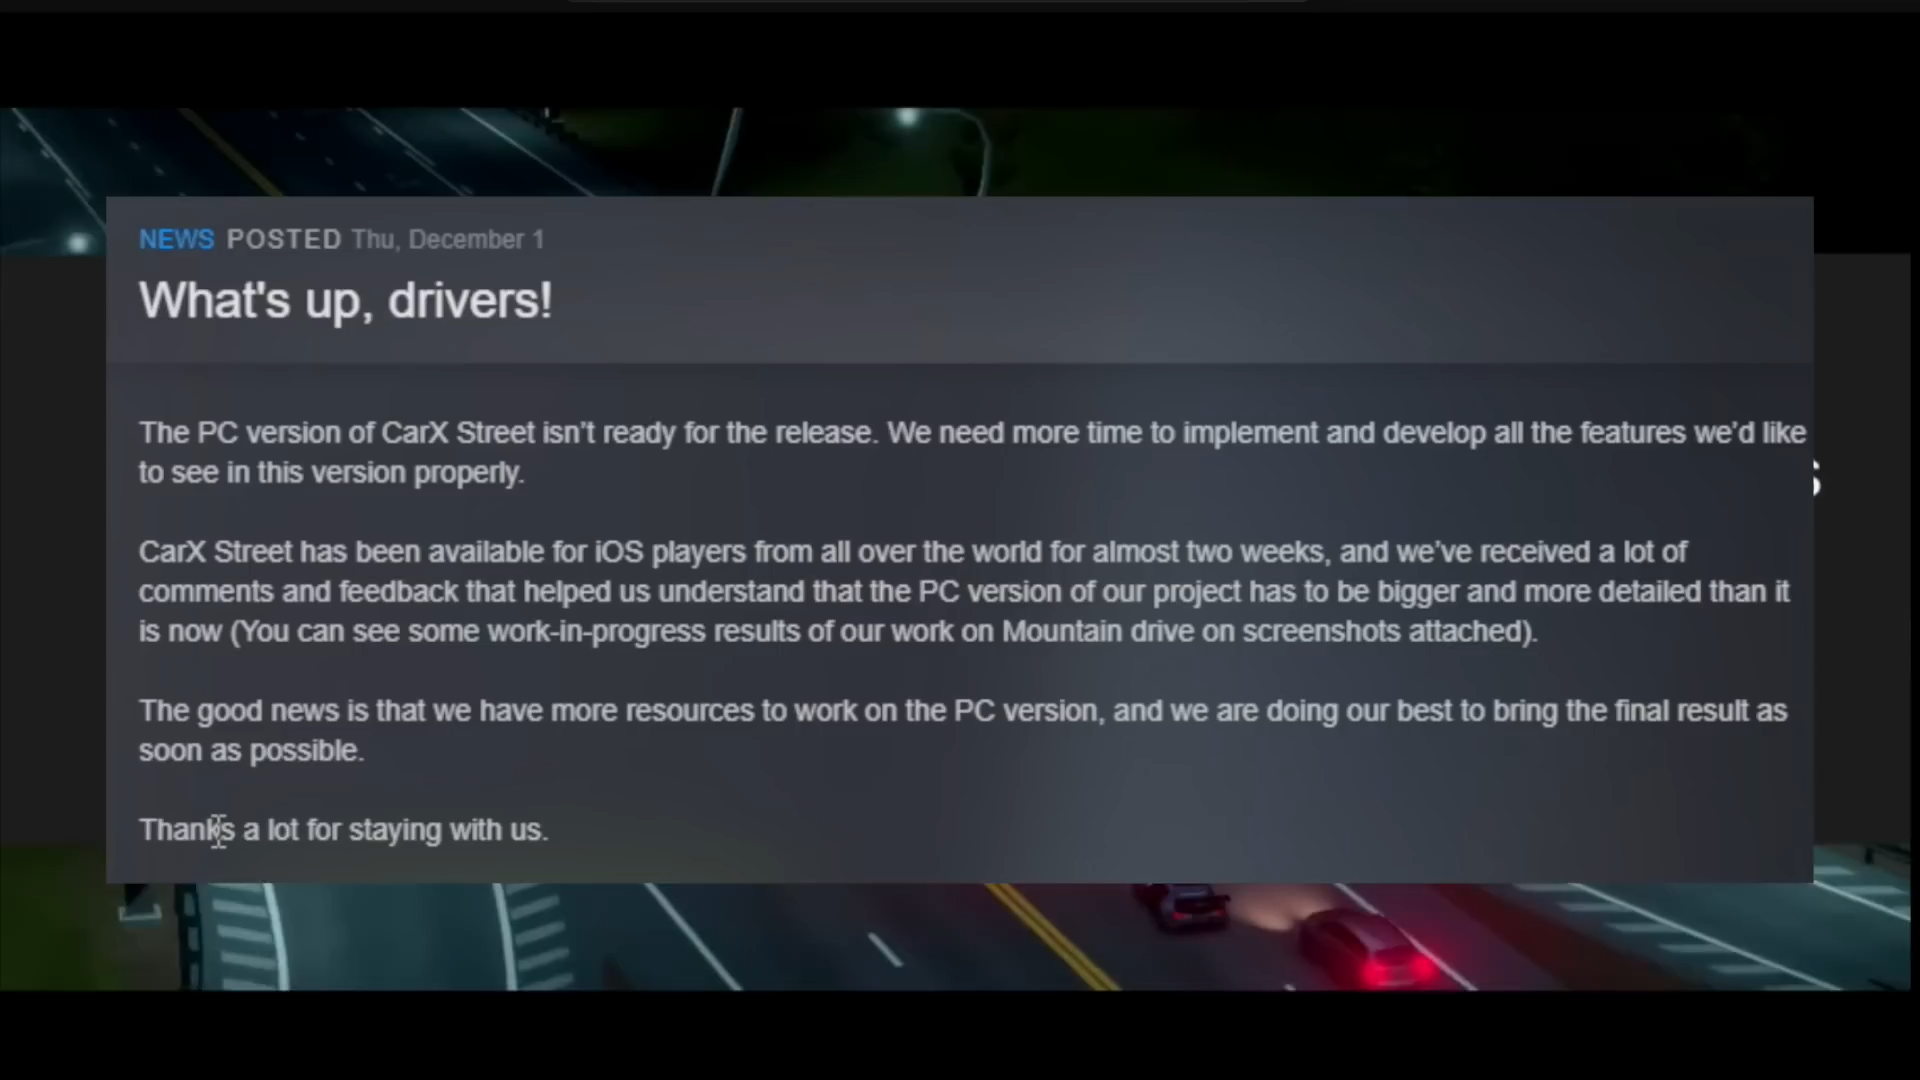 NEWS POSTED Thu, December 1
What's up, drivers!
The PC version of CarX Street isn't ready for the release. We need more time to implement and develop all the features we'd like
to see in this version properly.
CarX Street has been available for iOS players from all over the world for almost two weeks, and we've received a lot of
comments and feedback that helped us understand that the PC version of our project has to be bigger and more detailed than it
is now (You can see some work-in-progress results of our work on Mountain drive on screenshots attached).
The good news is that we have more resources to work on the PC version, and we are doing our best to bring the final result as
soon as possible.
Thanks a lot for staying with us.